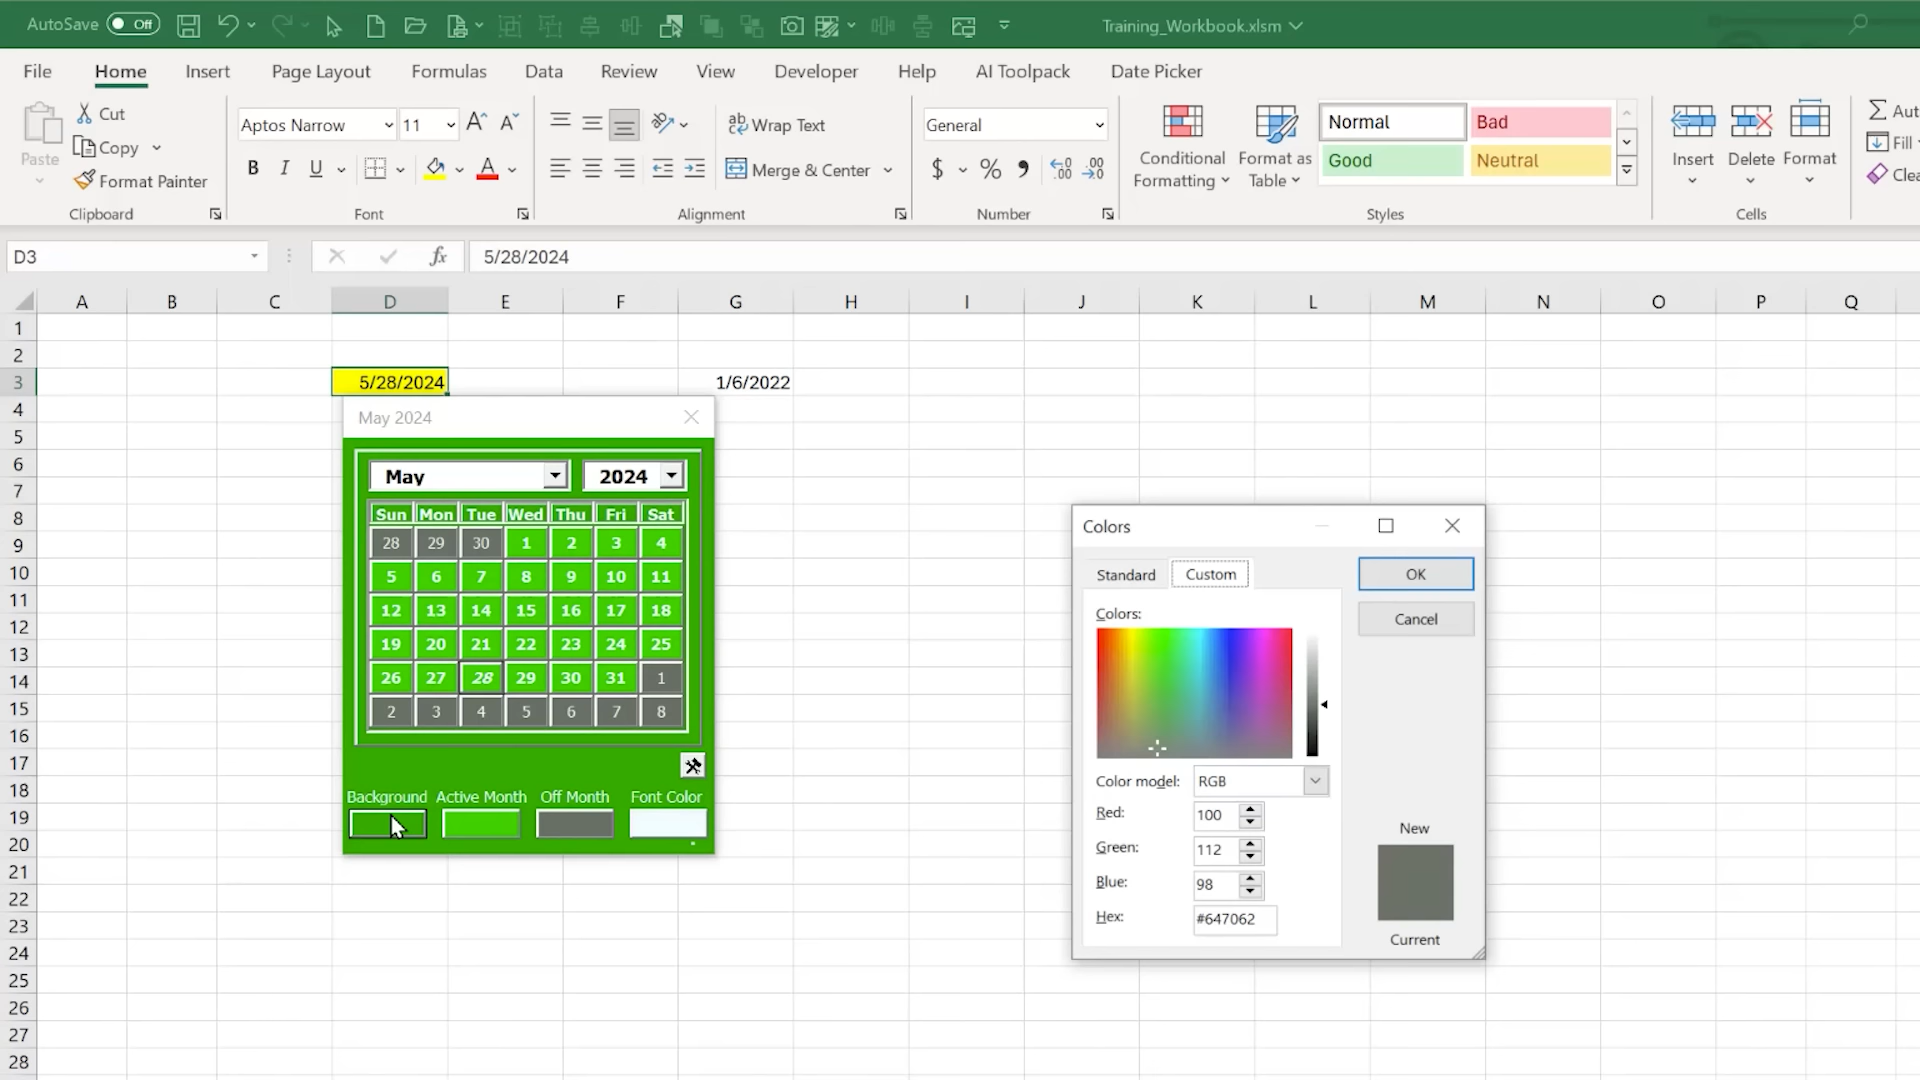 AutoSave Off Training_Workbook.xlsm
File Home Insert Page Layout Formulas Data Review View Developer Help AI Toolpack Date Picker
Paste
Cut
Copy
Format Painter
Clipboard
Aptos Narrow 11 A A
B I U A
Font
ab Wrap Text
Merge & Center
Alignment
General
$ % , .00 .00
Number
Conditional Formatting
Format as Table
Normal Bad
Good Neutral
Styles
Insert Delete Format
Cells
Σ Aut
Fill
Clea
D3 fx 5/28/2024
A B C D E F G H I J K L M N O P Q
1
2
3 5/28/2024 1/6/2022
4
5
6
7
8
9
10
11
12
13
14
15
16
17
18
19
20
21
22
23
24
25
26
27
28
May 2024
May 2024
Sun Mon Tue Wed Thu Fri Sat
28 29 30 1 2 3 4
5 6 7 8 9 10 11
12 13 14 15 16 17 18
19 20 21 22 23 24 25
26 27 28 29 30 31 1
2 3 4 5 6 7 8
Background Active Month Off Month Font Color
Colors
Standard Custom
OK
Cancel
Colors:
Color model: RGB
Red: 100
Green: 112
Blue: 98
Hex: #647062
New
Current